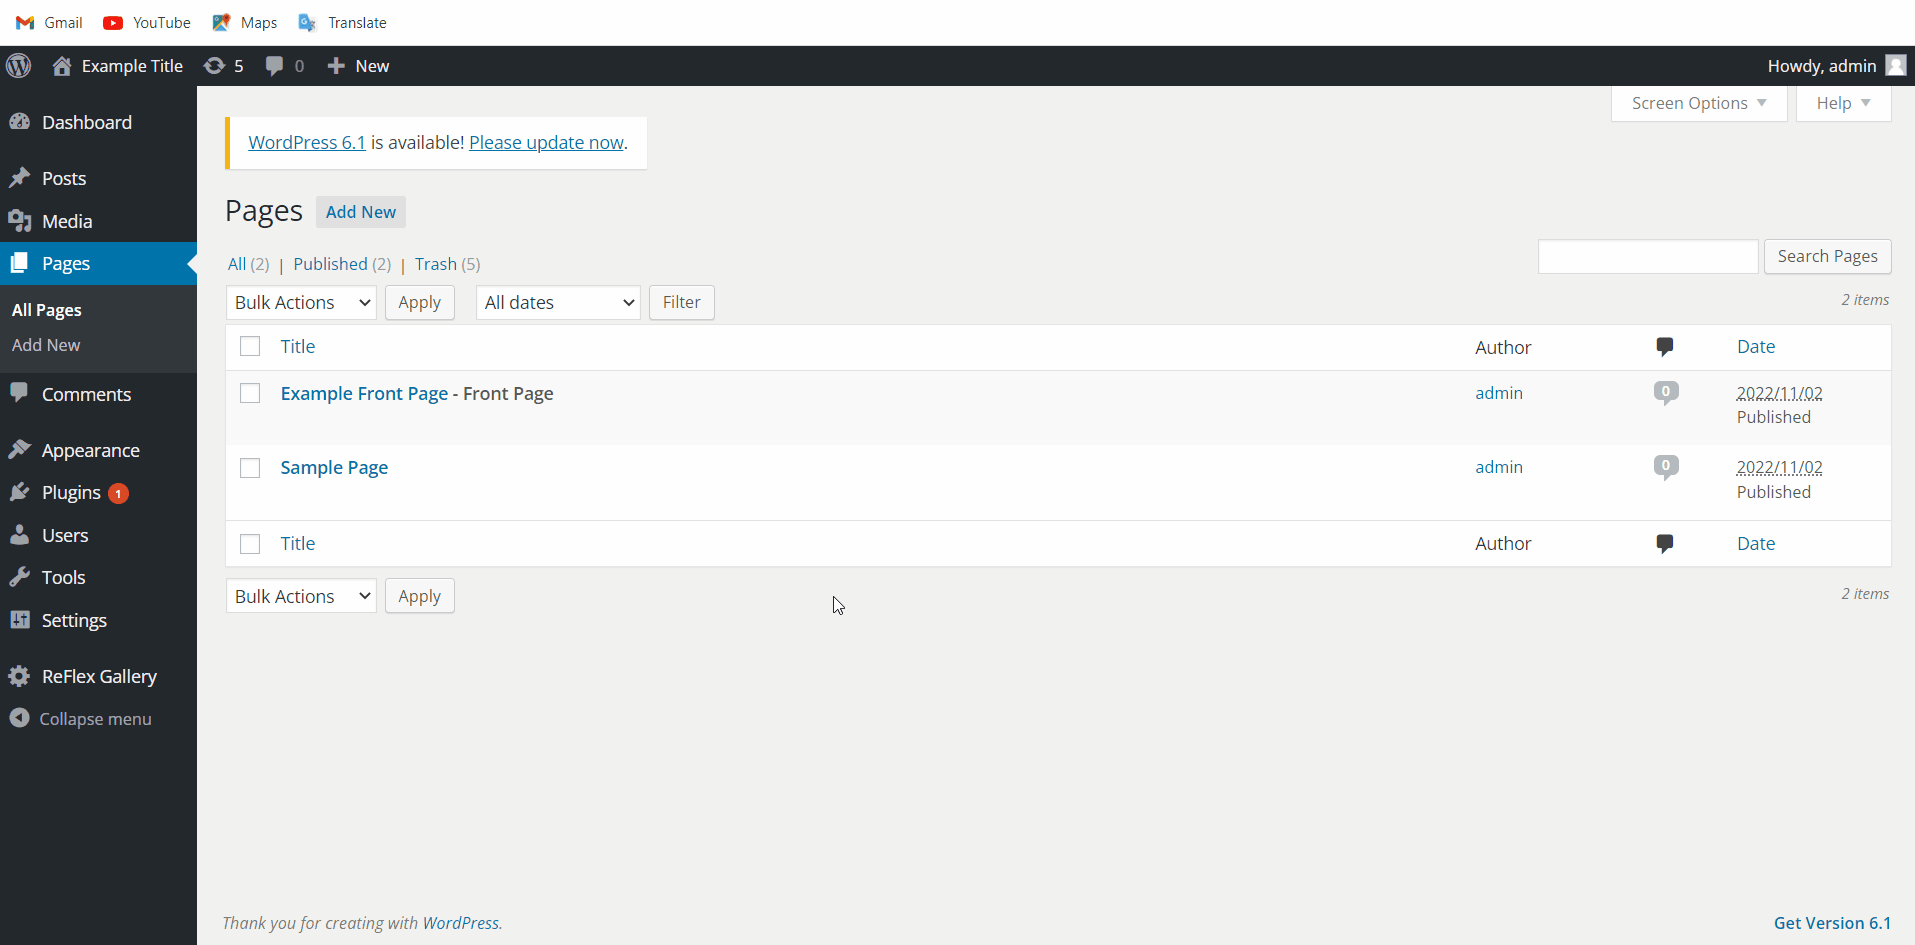 Gmail YouTube Maps Translate
Example Title 5 0 New Howdy, admin
Screen Options Help
Dashboard
Posts
Media
Pages
All Pages
Add New
Comments
Appearance
Plugins 1
Users
Tools
Settings
ReFlex Gallery
Collapse menu
WordPress 6.1 is available! Please update now.
Pages Add New
All (2) | Published (2) | Trash (5)
Search Pages
Bulk Actions Apply All dates Filter 2 items
Title Author Date
Example Front Page - Front Page admin 0 2022/11/02
Published
Sample Page admin 0 2022/11/02
Published
Title Author Date
Bulk Actions Apply 2 items
Thank you for creating with WordPress. Get Version 6.1